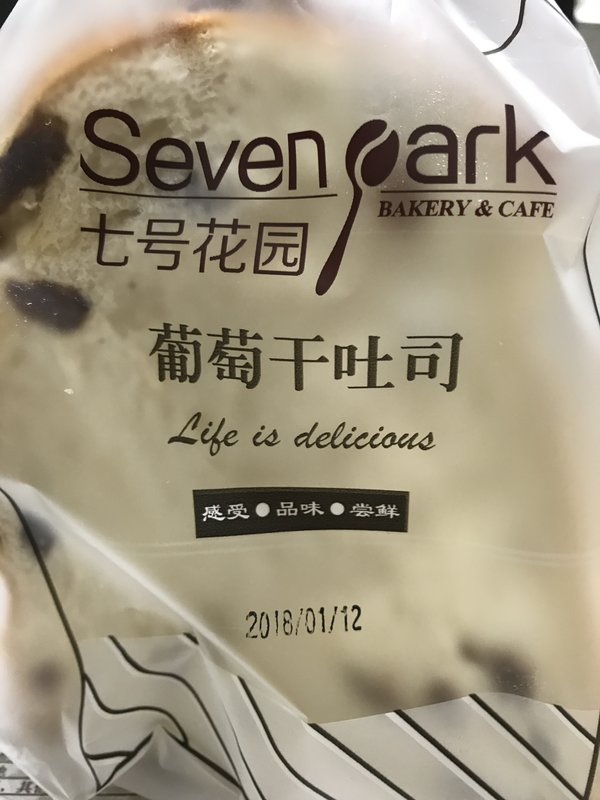 Seven Park
BAKERY & CAFE
七号花园
葡萄干吐司
Life is delicious
感受●品味●尝鲜
2018/01/12